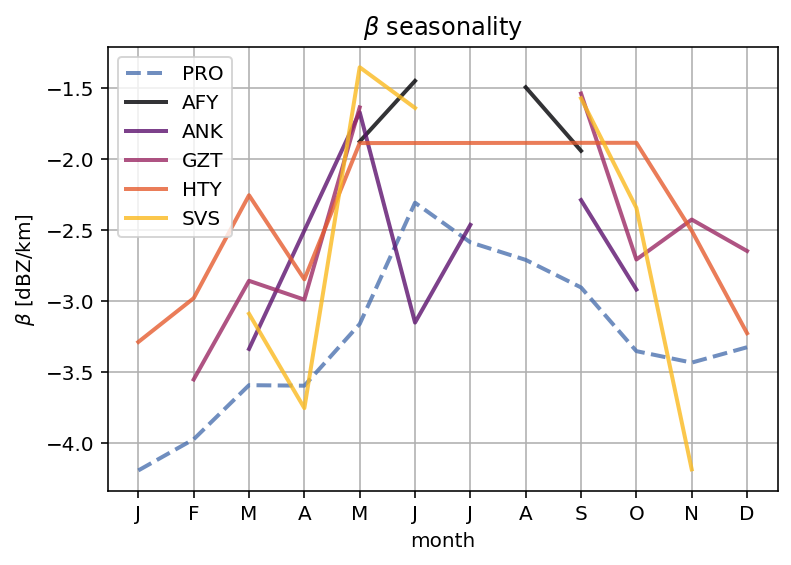 β seasonality
PRO
AFY
ANK
GZT
HTY
SVS
−1.5
−2.0
−2.5
−3.0
−3.5
−4.0
β [dBZ/km]
J F M A M J J A S O N D
month